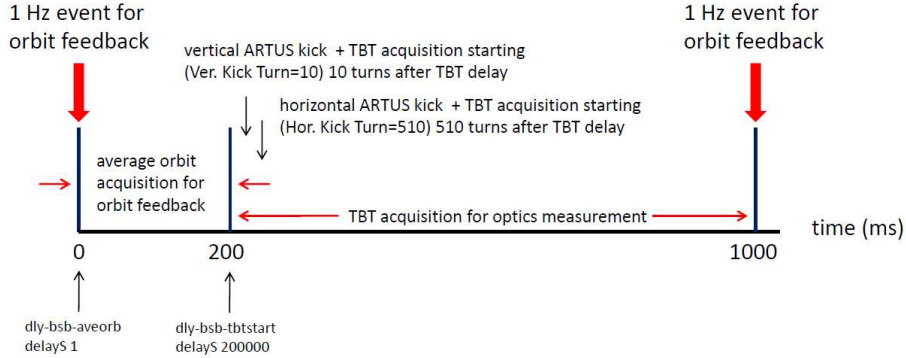 1 Hz event for
orbit feedback
1 Hz event for
orbit feedback
vertical ARTUS kick + TBT acquisition starting
(Ver. Kick Turn=10) 10 turns after TBT delay
horizontal ARTUS kick + TBT acquisition starting
(Hor. Kick Turn=510) 510 turns after TBT delay
average orbit
acquisition for
orbit feedback
TBT acquisition for optics measurement
time (ms)
0
200
1000
dly-bsb-aveorb
delayS 1
dly-bsb-tbtstart
delayS 200000